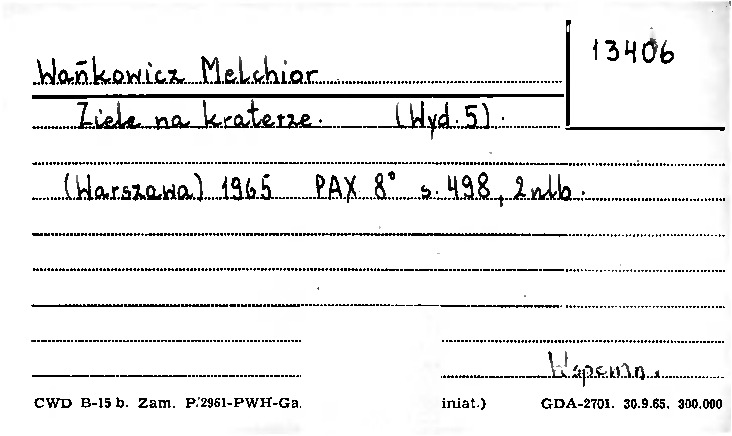 13406
Wańkowicz Melchior
Ziele na kraterze. (Wyd. 5).
(Warszawa) 1965 PAX 8° s. 498, 2 nlb.
Wspomn.
CWD B-15 b. Zam. P/2961-PWH-Ga. iniat.) GDA-2701. 30.9.65. 300.000